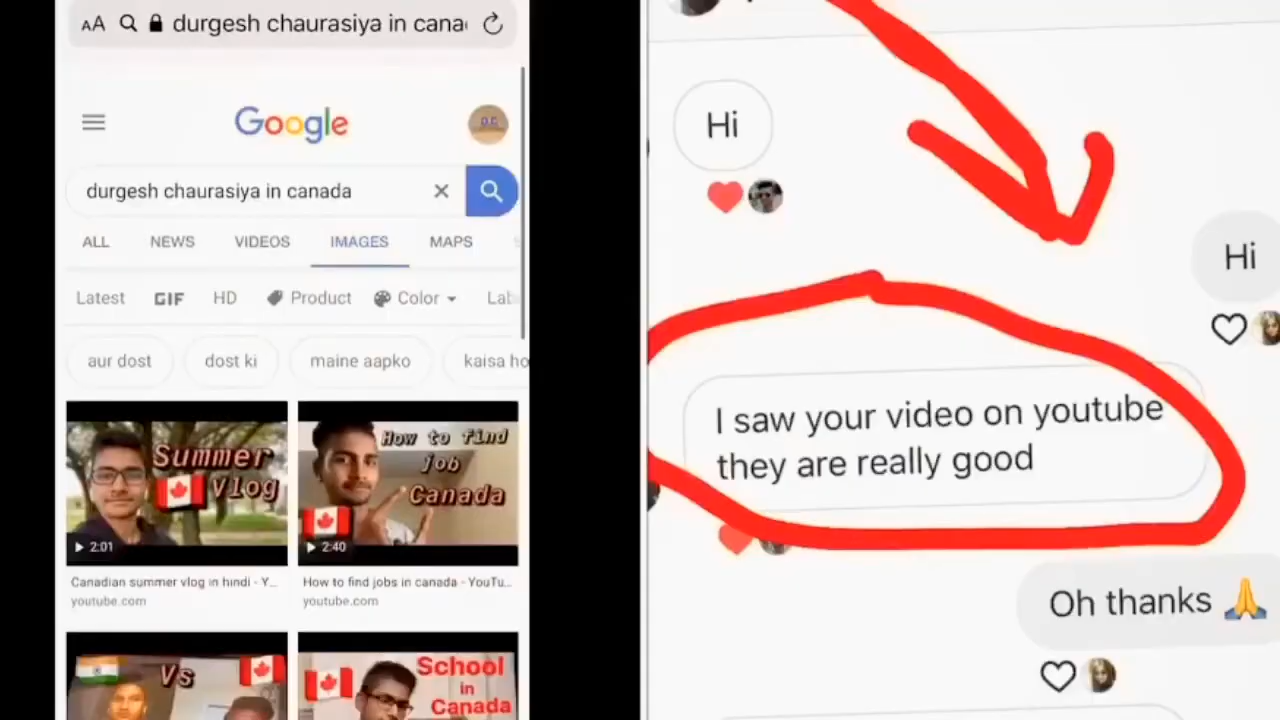 AA durgesh chaurasiya in cana
Google
D.C
durgesh chaurasiya in canada
ALL NEWS VIDEOS IMAGES MAPS
Latest GIF HD Product Color Lab
aur dost dost ki maine aapko kaisa ho
Summer
Vlog
2:01
How to find
job
Canada
2:40
Canadian summer vlog in hindi - Y...
youtube.com
How to find jobs in canada - YouTu...
youtube.com
Vs
School
in
Canada
Hi
Hi
I saw your video on youtube
they are really good
Oh thanks 🙏